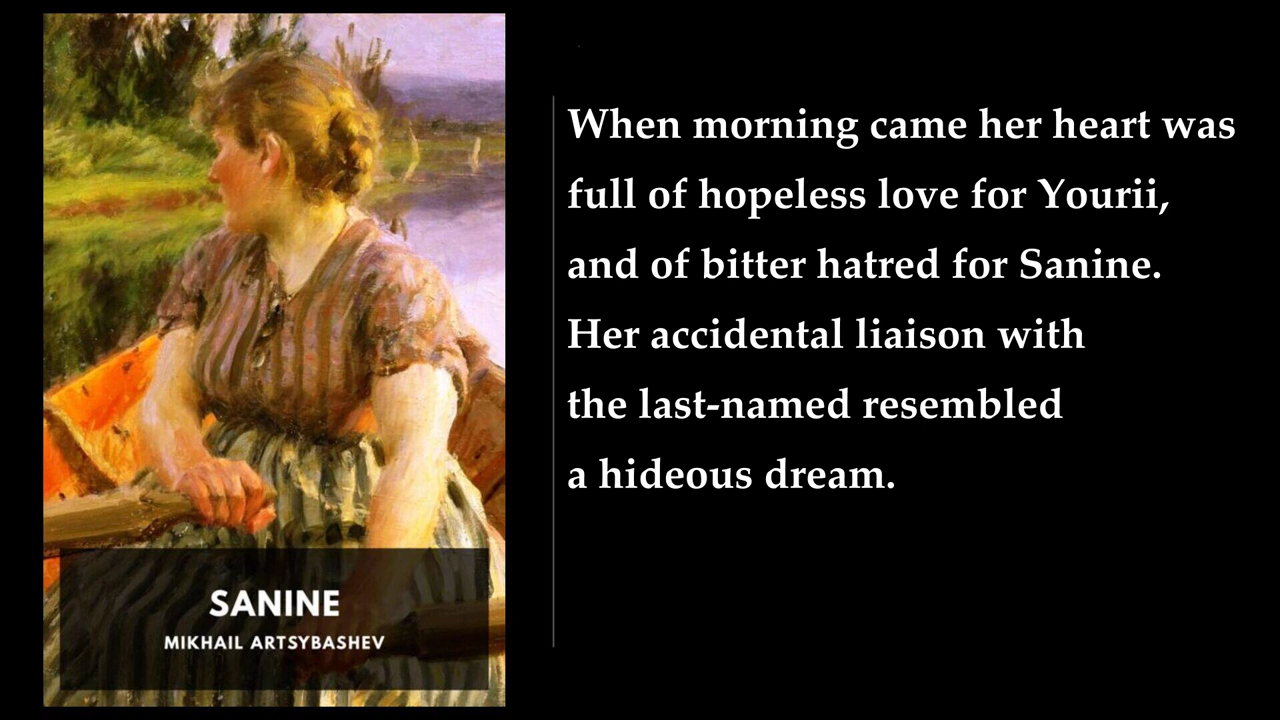 SANINE
MIKHAIL ARTSYBASHEV
When morning came her heart was
full of hopeless love for Yourii,
and of bitter hatred for Sanine.
Her accidental liaison with
the last-named resembled
a hideous dream.